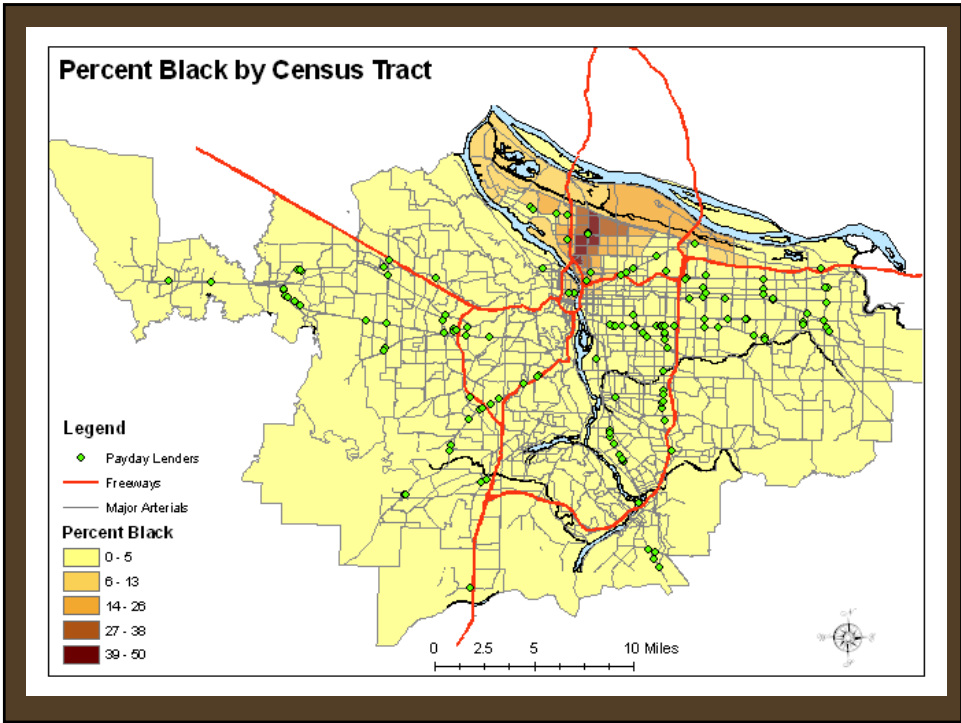 Percent Black by Census Tract
Legend
Payday Lenders
Freeways
Major Arterials
Percent Black
0 - 5
6 - 13
14 - 26
27 - 38
39 - 50
0 2.5 5 10 Miles